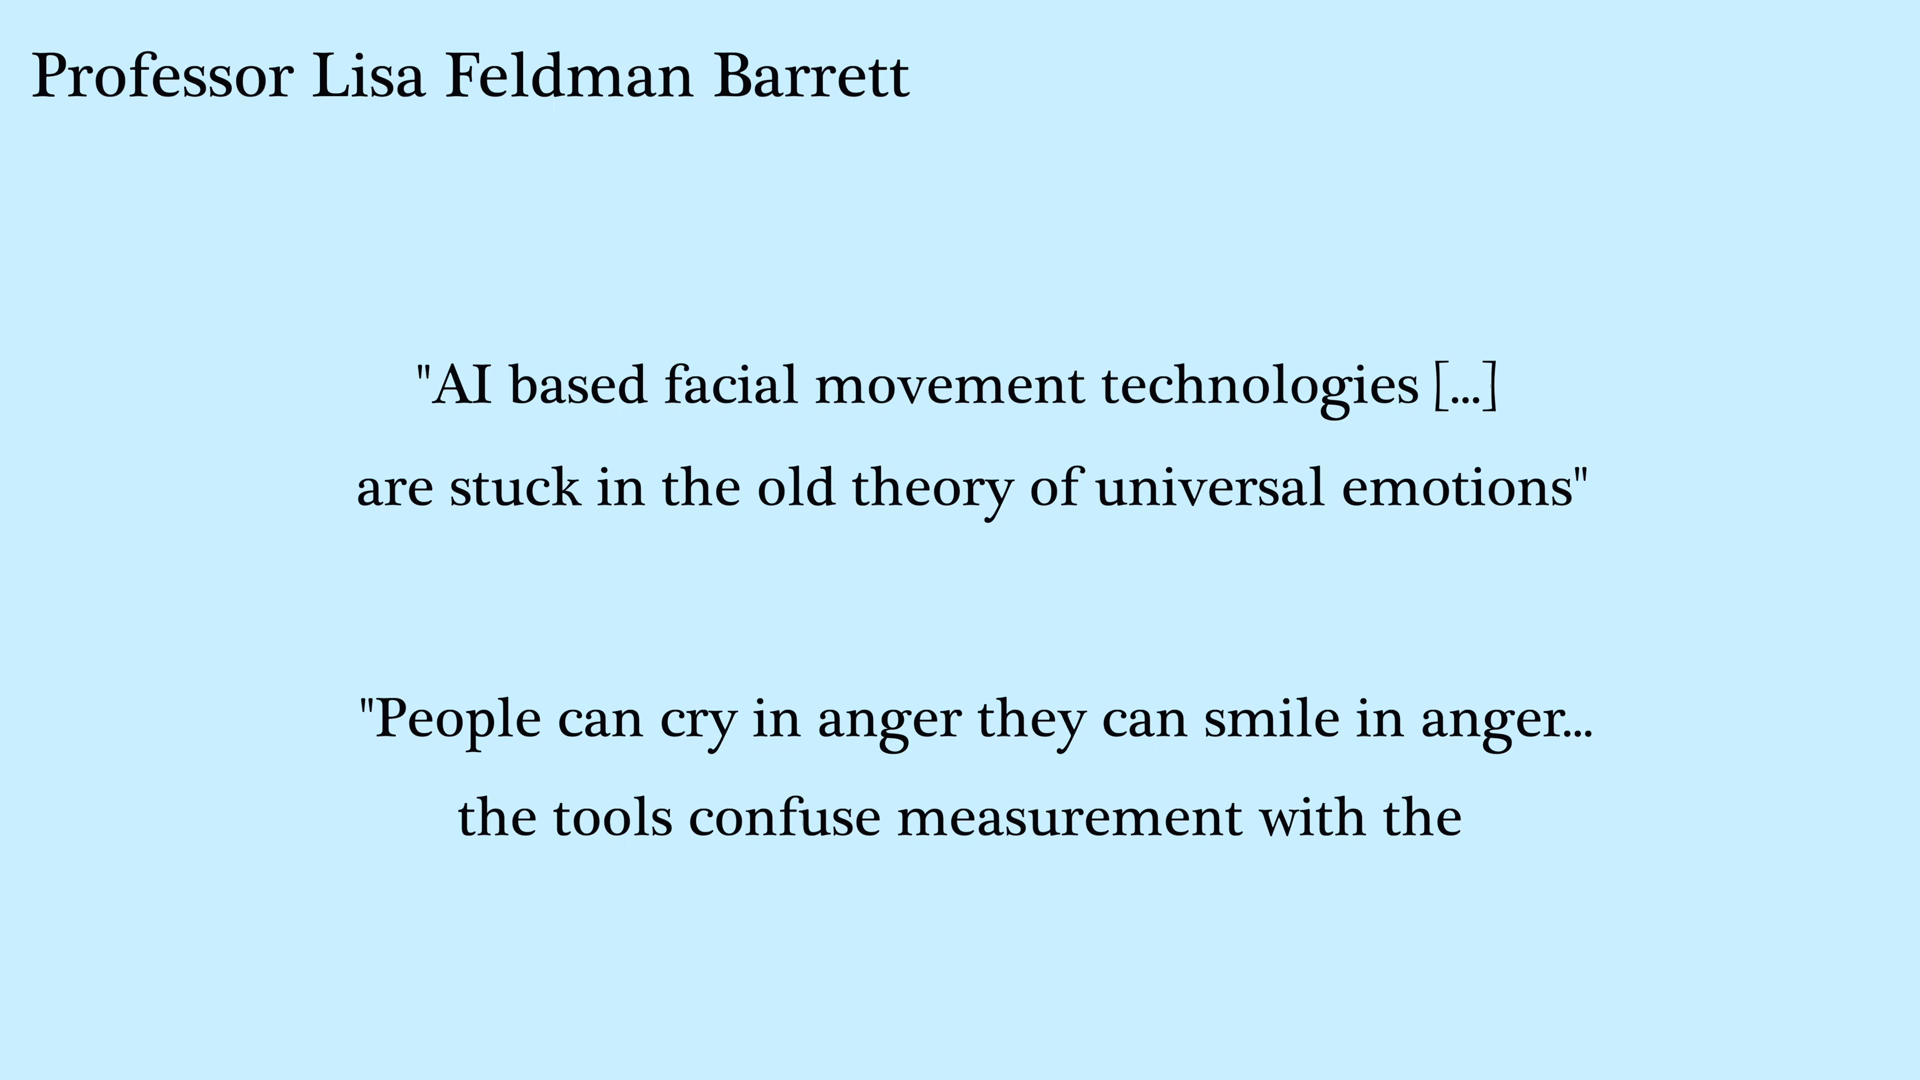 Professor Lisa Feldman Barrett
"AI based facial movement technologies [...]
are stuck in the old theory of universal emotions"
"People can cry in anger they can smile in anger...
the tools confuse measurement with the